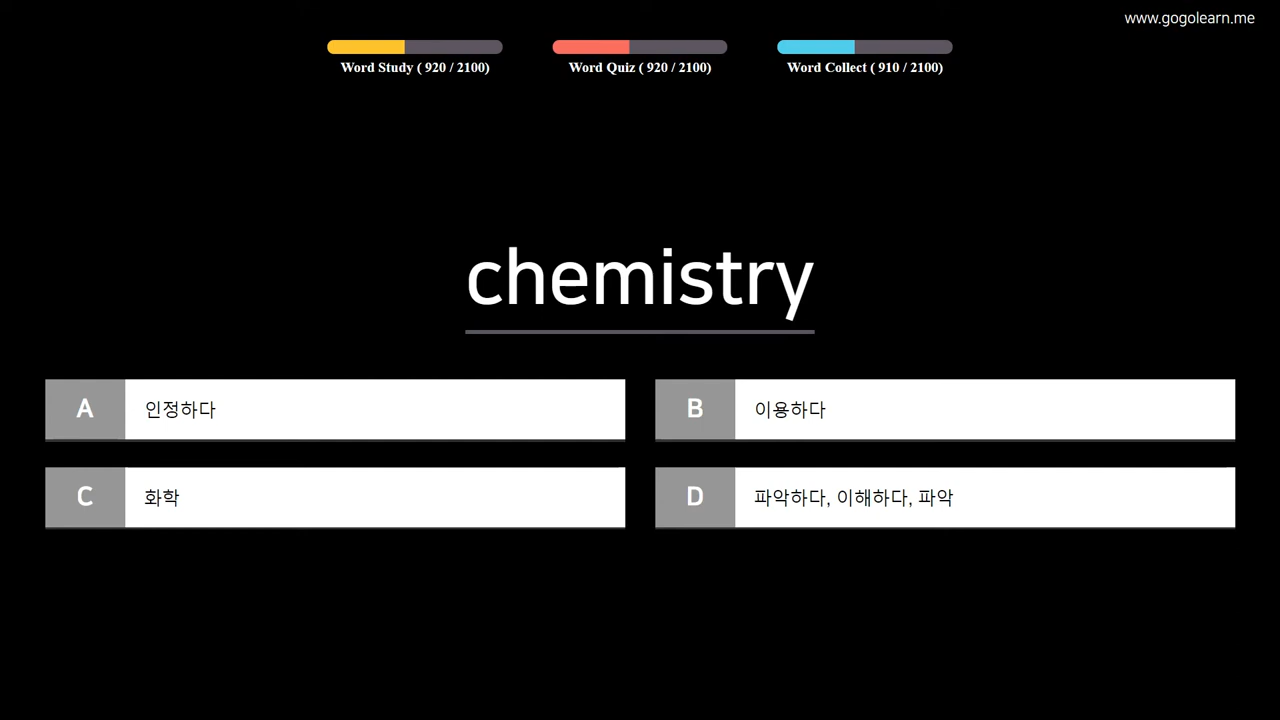 www.gogolearn.me
Word Study ( 920 / 2100)
Word Quiz ( 920 / 2100)
Word Collect ( 910 / 2100)
chemistry
A 인정하다
B 이용하다
C 화학
D 파악하다, 이해하다, 파악